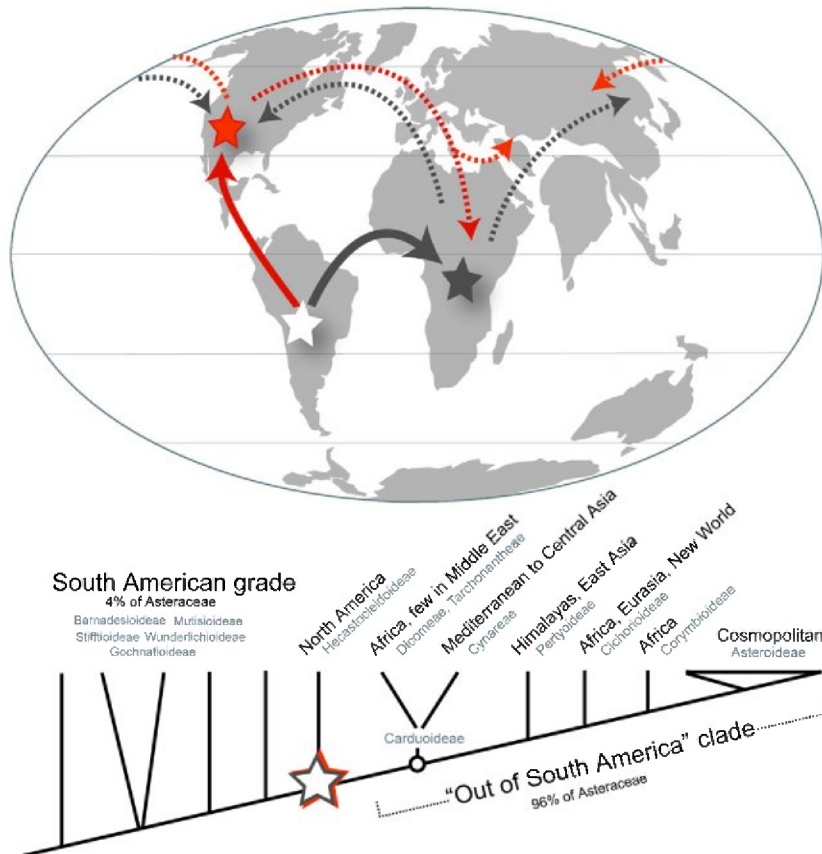 South American grade
4% of Asteraceae
Barnadesioideae Mutisioideae
Stifftioideae Wunderlichioideae
Gochnatioideae
North America
Hecastocleidoideae
Africa, few in Middle East
Dicomeae, Tarchonantheae
Mediterranean to Central Asia
Cynareae
Himalayas, East Asia
Pertyoideae
Africa, Eurasia, New World
Cichorioideae
Africa
Corymbioideae
Cosmopolitan
Asteroideae
Carduoideae
“Out of South America” clade
96% of Asteraceae